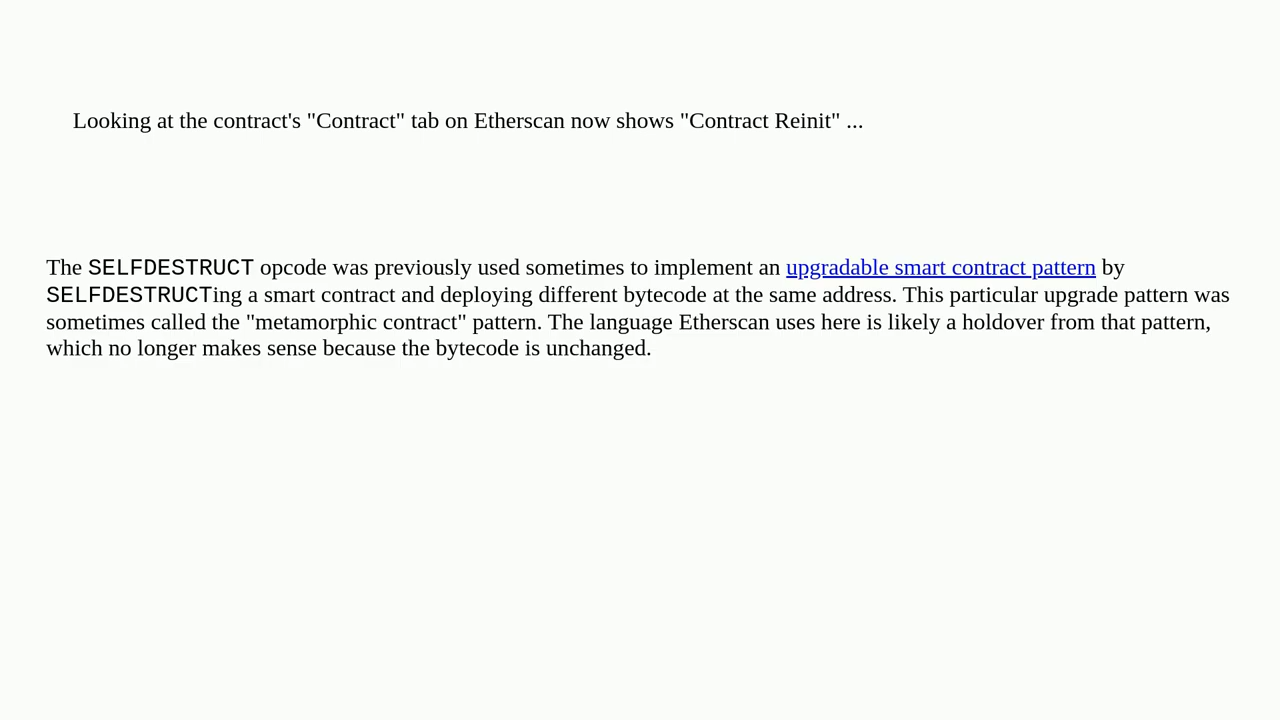 Looking at the contract's "Contract" tab on Etherscan now shows "Contract Reinit" ...
The SELFDESTRUCT opcode was previously used sometimes to implement an upgradable smart contract pattern by
SELFDESTRUCTing a smart contract and deploying different bytecode at the same address. This particular upgrade pattern was
sometimes called the "metamorphic contract" pattern. The language Etherscan uses here is likely a holdover from that pattern,
which no longer makes sense because the bytecode is unchanged.